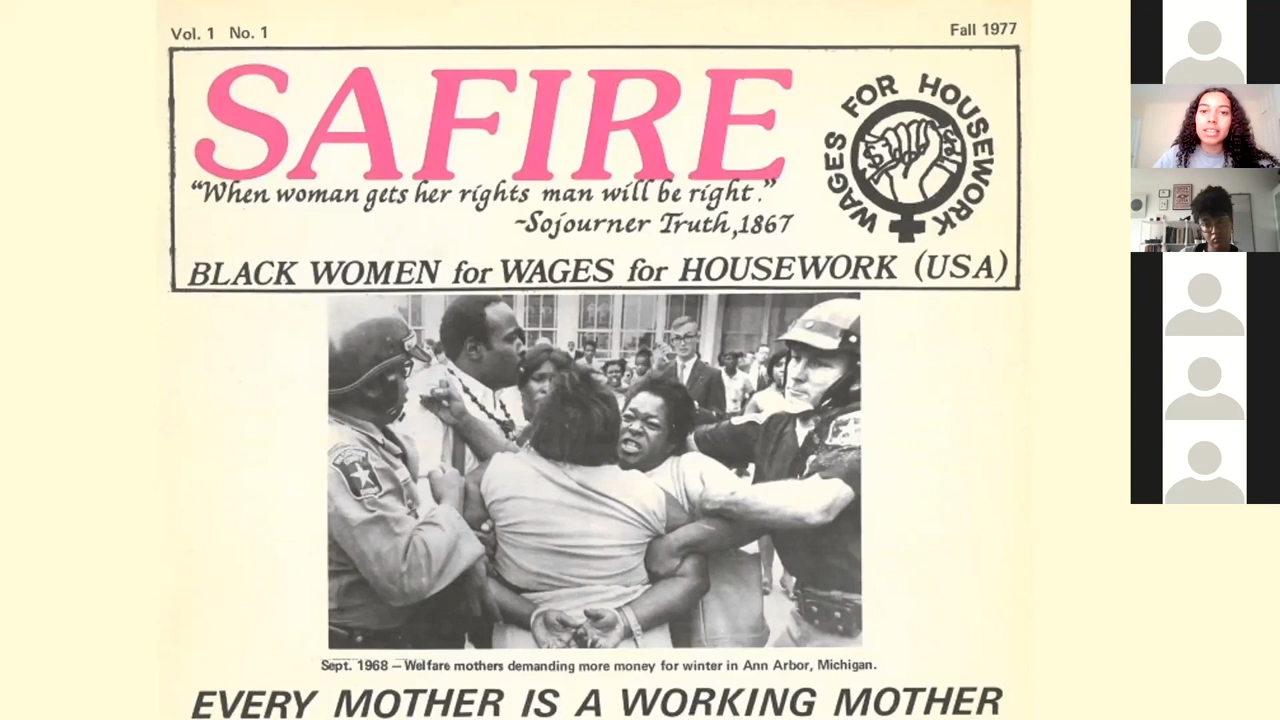 Vol. 1 No. 1
Fall 1977
SAFIRE
WAGES FOR HOUSEWORK
“When woman gets her rights man will be right.”
~Sojourner Truth, 1867
BLACK WOMEN for WAGES for HOUSEWORK (USA)
Sept. 1968 — Welfare mothers demanding more money for winter in Ann Arbor, Michigan.
EVERY MOTHER IS A WORKING MOTHER